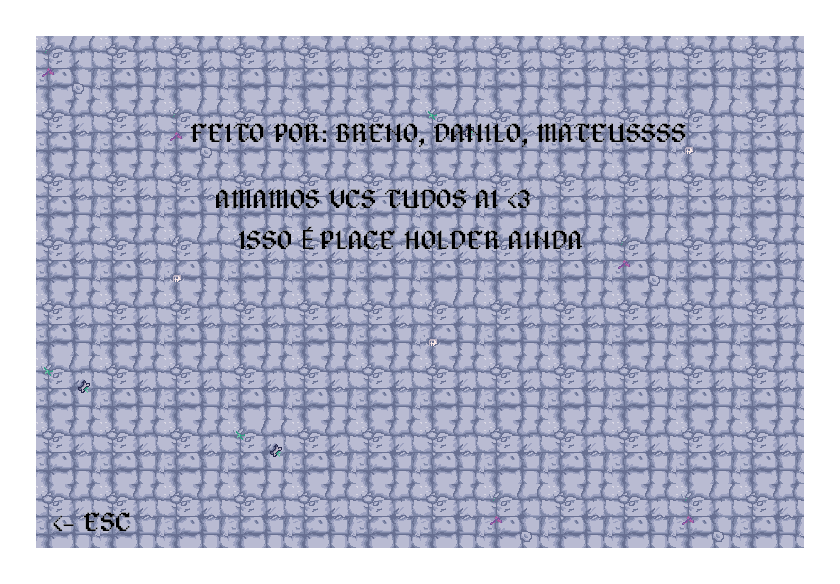 FEITO POR: BRENO, DANILO, MATEUSSSS
AMAMOS VCS TUDOS AI <3
ISSO É PLACE HOLDER AINDA
<- ESC